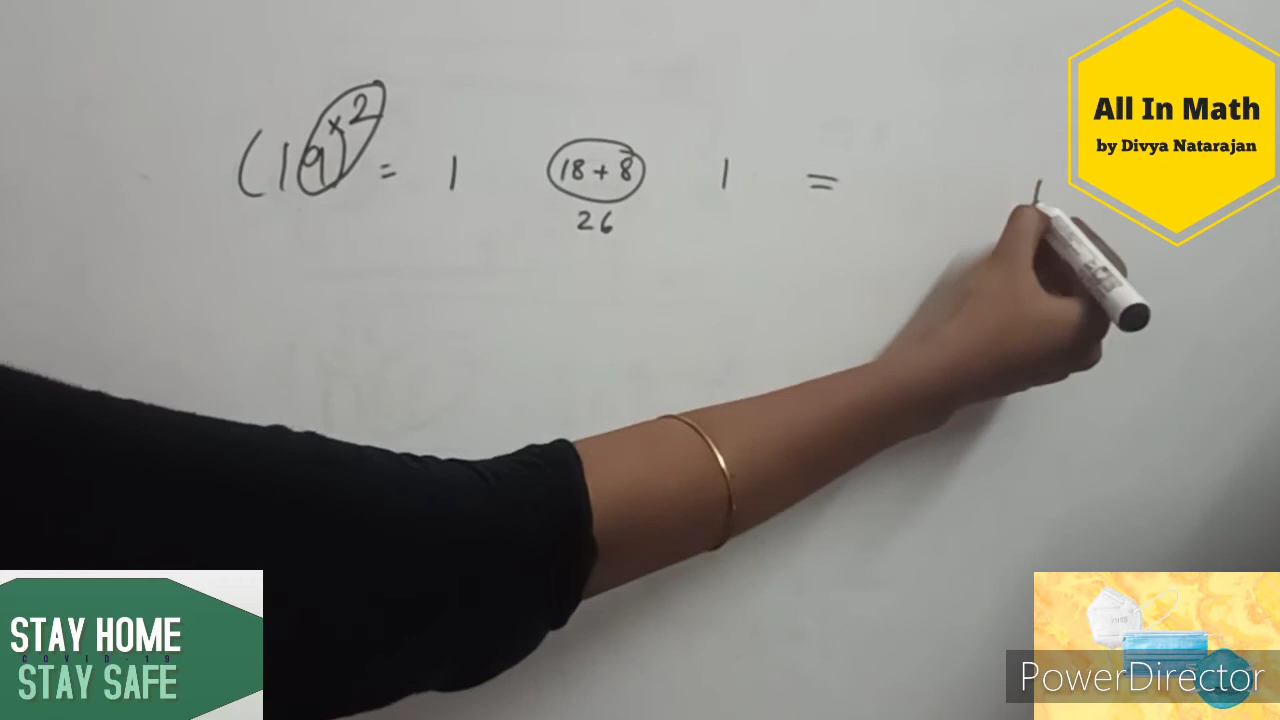 All In Math
by Divya Natarajan
(19)² = 1 18 + 8 1 = 1
×
26
STAY HOME
COVID-19
STAY SAFE
PowerDirector